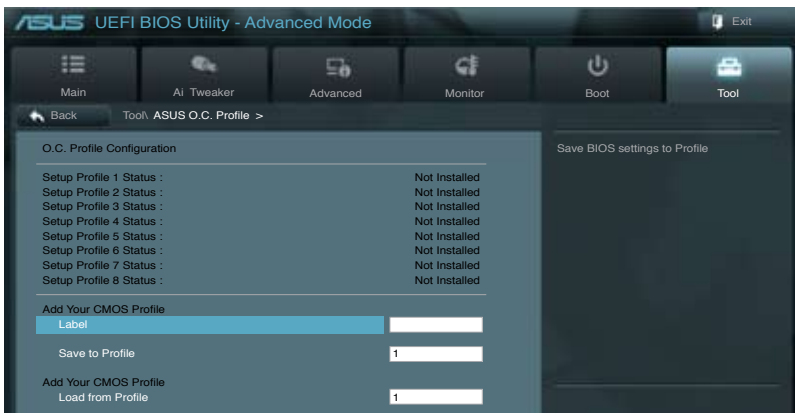 ASUS UEFI BIOS Utility - Advanced Mode
Exit
Main
Ai Tweaker
Advanced
Monitor
Boot
Tool
Back
Tool\ ASUS O.C. Profile >
O.C. Profile Configuration
Save BIOS settings to Profile
Setup Profile 1 Status : Not Installed
Setup Profile 2 Status : Not Installed
Setup Profile 3 Status : Not Installed
Setup Profile 4 Status : Not Installed
Setup Profile 5 Status : Not Installed
Setup Profile 6 Status : Not Installed
Setup Profile 7 Status : Not Installed
Setup Profile 8 Status : Not Installed
Add Your CMOS Profile
Label
Save to Profile 1
Add Your CMOS Profile
Load from Profile 1